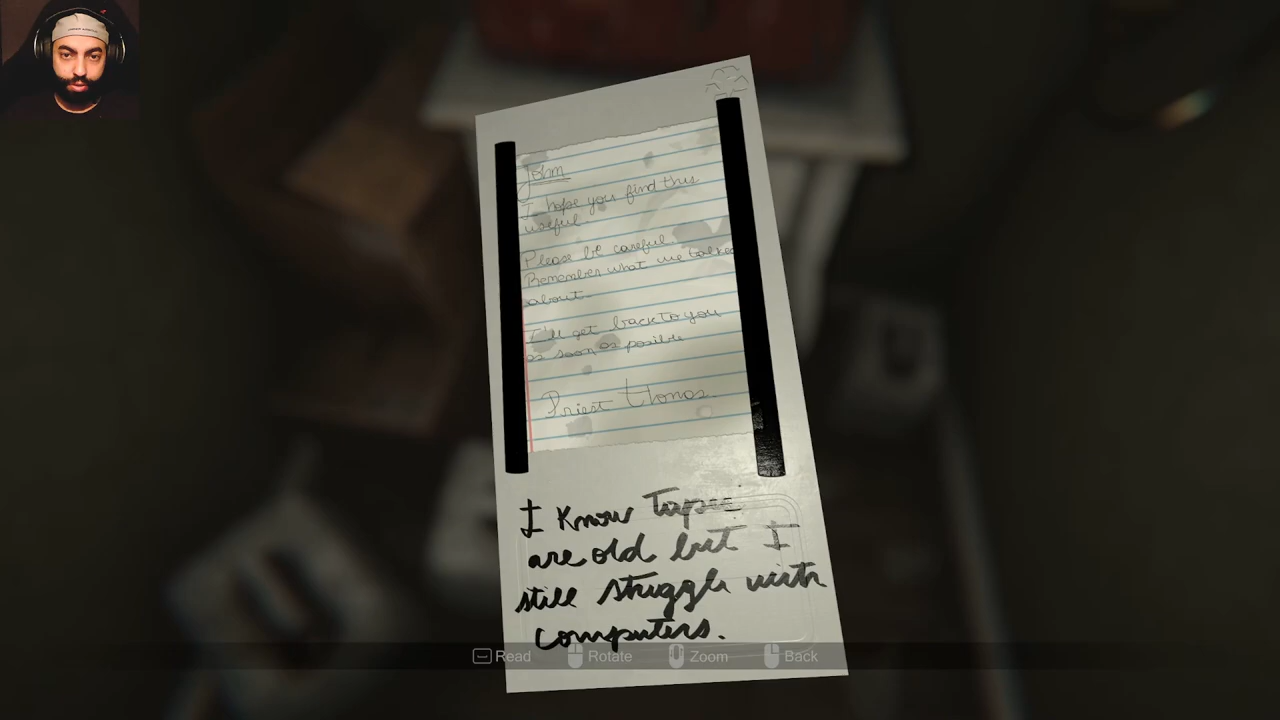 John
I hope you find this
useful.
Please be careful.
Remember what we talked
about.
I'll get back to you
as soon as posible
Priest Thomas.
I Know Tapes
are old but I
still struggle with
computers.
Read Rotate Zoom Back